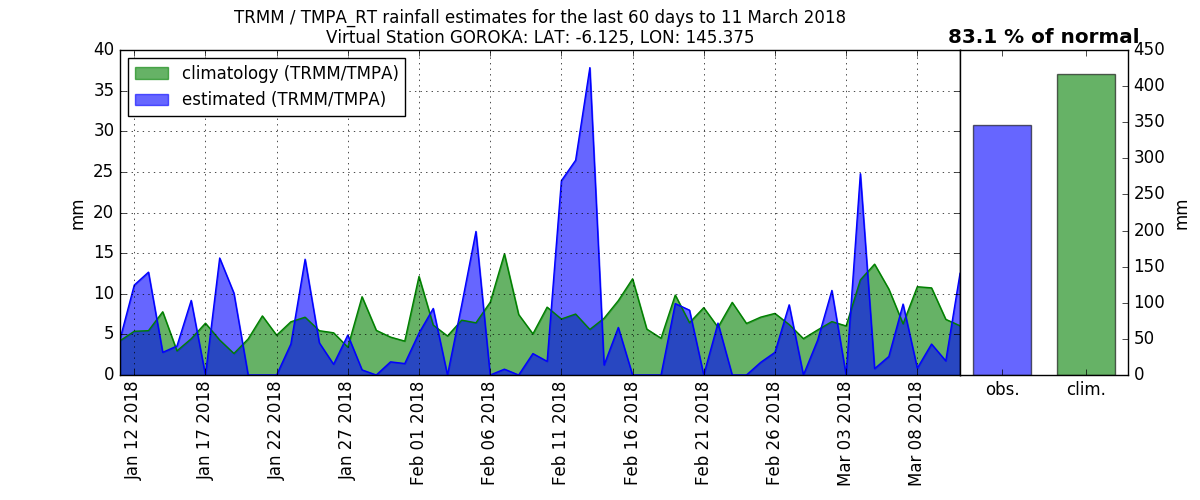 TRMM / TMPA_RT rainfall estimates for the last 60 days to 11 March 2018
Virtual Station GOROKA: LAT: -6.125, LON: 145.375
83.1 % of normal
climatology (TRMM/TMPA)
estimated (TRMM/TMPA)
40
35
30
25
20
15
10
5
0
mm
Jan 12 2018
Jan 17 2018
Jan 22 2018
Jan 27 2018
Feb 01 2018
Feb 06 2018
Feb 11 2018
Feb 16 2018
Feb 21 2018
Feb 26 2018
Mar 03 2018
Mar 08 2018
obs.
clim.
450
400
350
300
250
200
150
100
50
0
mm